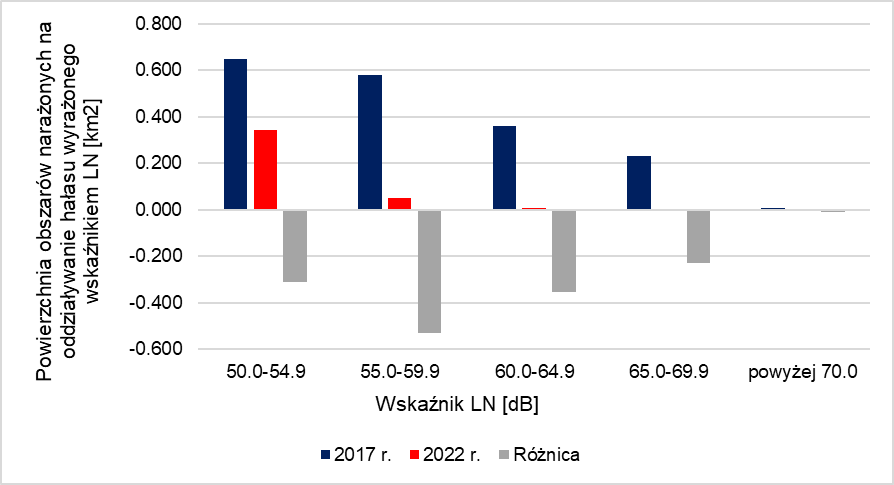 Powierzchnia obszarów narażonych na
oddziaływanie hałasu wyrażonego
wskaźnikiem LN [km2]
0.800
0.600
0.400
0.200
0.000
-0.200
-0.400
-0.600
50.0-54.9 55.0-59.9 60.0-64.9 65.0-69.9 powyżej 70.0
Wskaźnik LN [dB]
2017 r. 2022 r. Różnica